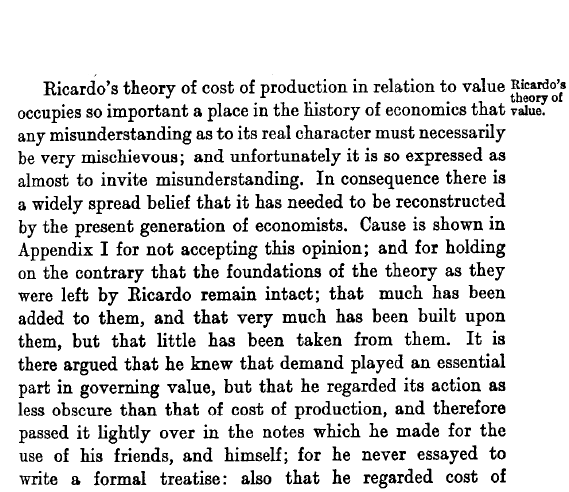 Ricardo's theory of cost of production in relation to value
occupies so important a place in the history of economics that
any misunderstanding as to its real character must necessarily
be very mischievous; and unfortunately it is so expressed as
almost to invite misunderstanding. In consequence there is
a widely spread belief that it has needed to be reconstructed
by the present generation of economists. Cause is shown in
Appendix I for not accepting this opinion; and for holding
on the contrary that the foundations of the theory as they
were left by Ricardo remain intact; that much has been
added to them, and that very much has been built upon
them, but that little has been taken from them. It is
there argued that he knew that demand played an essential
part in governing value, but that he regarded its action as
less obscure than that of cost of production, and therefore
passed it lightly over in the notes which he made for the
use of his friends, and himself; for he never essayed to
write a formal treatise: also that he regarded cost of
Ricardo's
theory of
value.